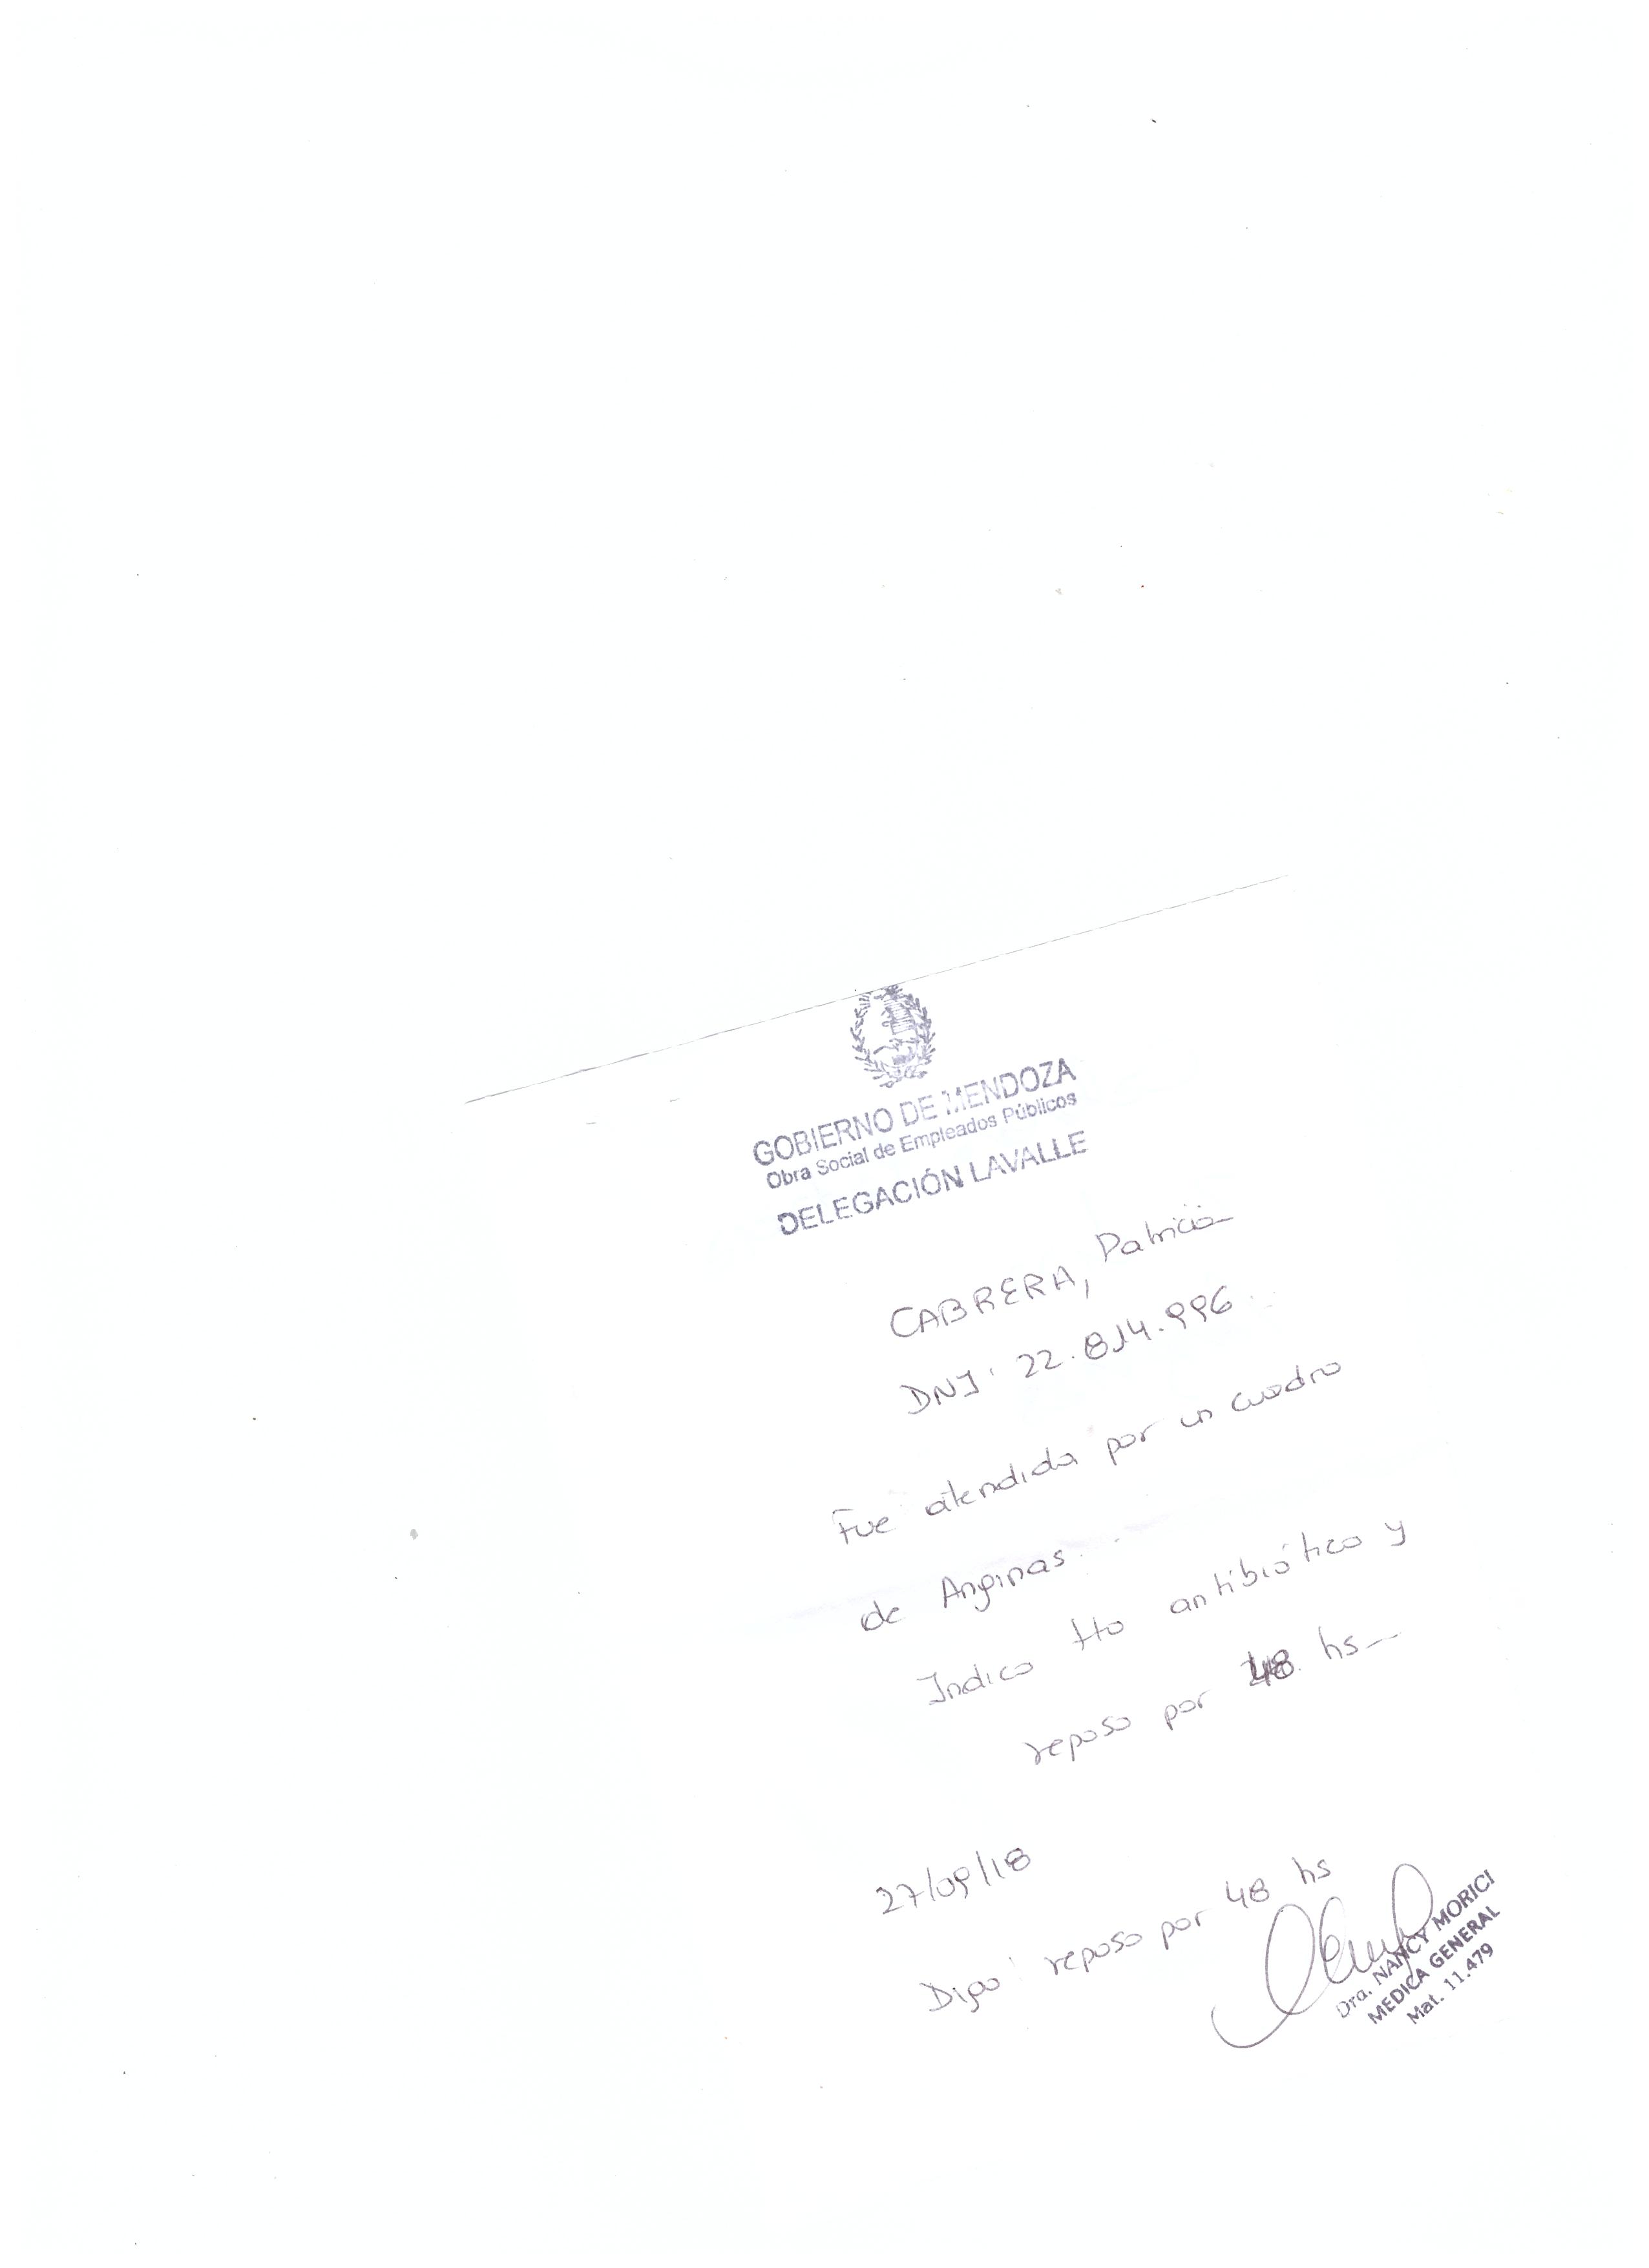 GOBIERNO DE MENDOZA
Obra Social de Empleados Públicos
DELEGACIÓN LAVALLE
CABRERA, Patricia
DNI: 22.814.996
Fue atendida por un cuadro
de Anginas.
Indico tto antibiótico y
reposo por 48 hs
27/09/18
Digo: reposo por 48 hs
Dra. NANCY MORICI
MEDICA GENERAL
Mat. 11.479